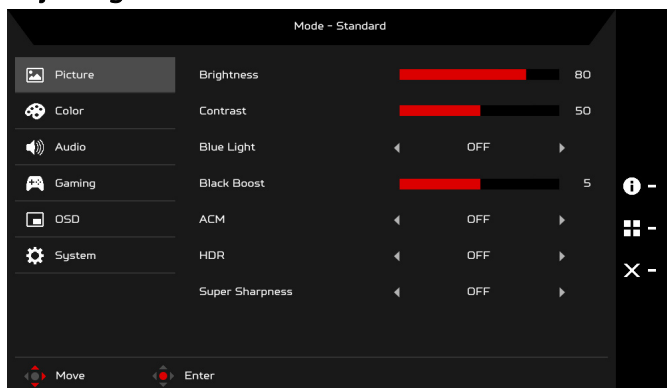 Mode - Standard
Picture Brightness 80
Color Contrast 50
Audio Blue Light OFF
Gaming Black Boost 5
OSD ACM OFF
System HDR OFF
Super Sharpness OFF
Move Enter